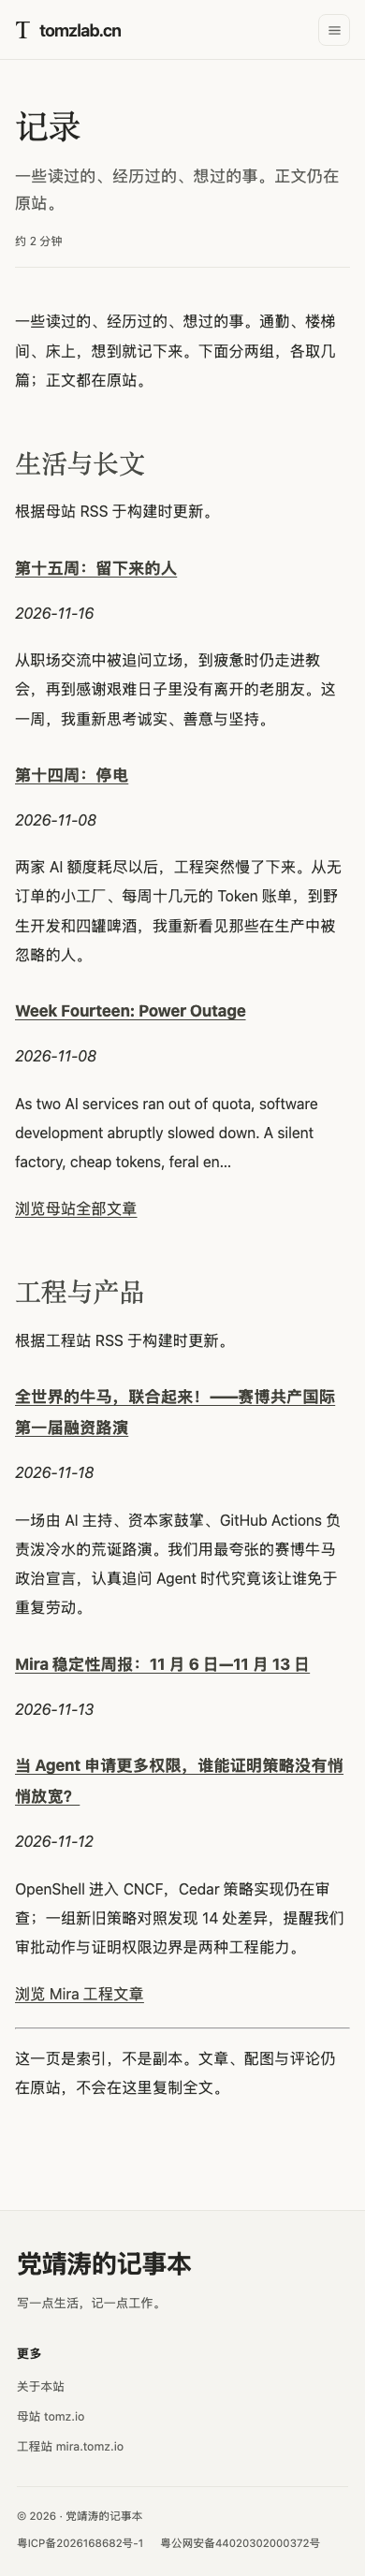 T tomzlab.cn
记录
一些读过的、经历过的、想过的事。正文仍在
原站。
约 2 分钟
一些读过的、经历过的、想过的事。通勤、楼梯
间、床上，想到就记下来。下面分两组，各取几
篇；正文都在原站。
生活与长文
根据母站 RSS 于构建时更新。
第十五周：留下来的人
2026-11-16
从职场交流中被追问立场，到疲惫时仍走进教
会，再到感谢艰难日子里没有离开的老朋友。这
一周，我重新思考诚实、善意与坚持。
第十四周：停电
2026-11-08
两家 AI 额度耗尽以后，工程突然慢了下来。从无
订单的小工厂、每周十几元的 Token 账单，到野
生开发和四罐啤酒，我重新看见那些在生产中被
忽略的人。
Week Fourteen: Power Outage
2026-11-08
As two AI services ran out of quota, software
development abruptly slowed down. A silent
factory, cheap tokens, feral en...
浏览母站全部文章
工程与产品
根据工程站 RSS 于构建时更新。
全世界的牛马，联合起来！——赛博共产国际
第一届融资路演
2026-11-18
一场由 AI 主持、资本家鼓掌、GitHub Actions 负
责泼冷水的荒诞路演。我们用最夸张的赛博牛马
政治宣言，认真追问 Agent 时代究竟该让谁免于
重复劳动。
Mira 稳定性周报：11 月 6 日—11 月 13 日
2026-11-13
当 Agent 申请更多权限，谁能证明策略没有悄
悄放宽？
2026-11-12
OpenShell 进入 CNCF，Cedar 策略实现仍在审
查；一组新旧策略对照发现 14 处差异，提醒我们
审批动作与证明权限边界是两种工程能力。
浏览 Mira 工程文章
这一页是索引，不是副本。文章、配图与评论仍
在原站，不会在这里复制全文。
党靖涛的记事本
写一点生活，记一点工作。
更多
关于本站
母站 tomz.io
工程站 mira.tomz.io
© 2026 · 党靖涛的记事本
粤ICP备2026168682号-1 粤公网安备44020302000372号